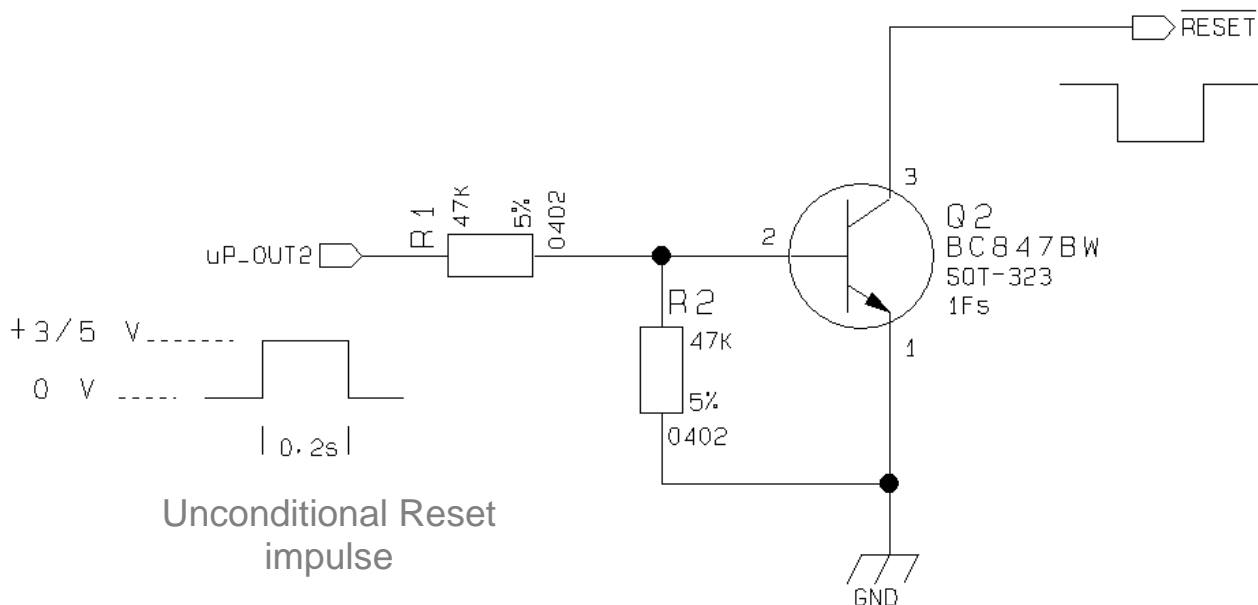 RESET
3
Q2
BC847BW
SOT-323
1Fs
2
1
R1
47K
5%
0402
uP_OUT2
R2
47K
5%
0402
+3/5 V
0 V
0,2s
Unconditional Reset
impulse
GND